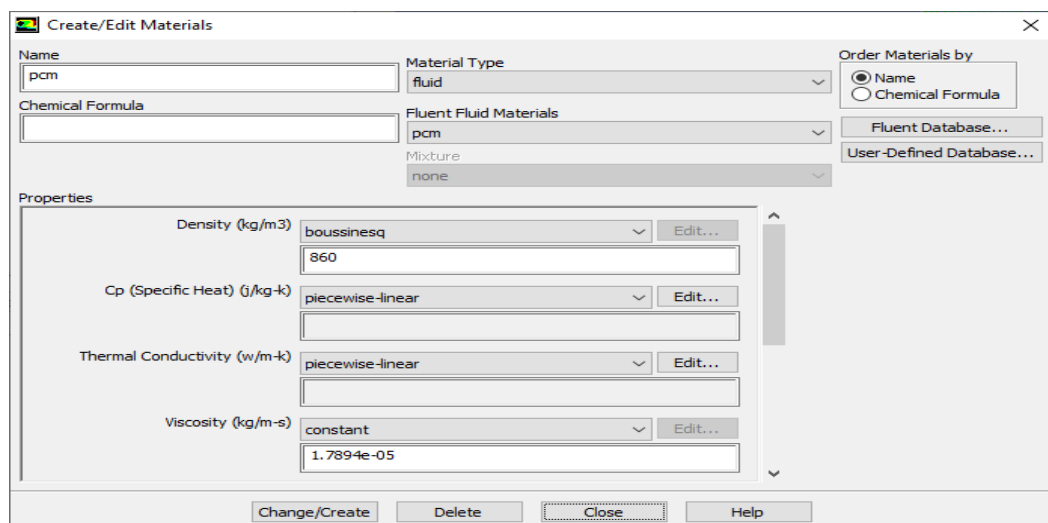 Create/Edit Materials
Name
pcm
Chemical Formula
Material Type
fluid
Fluent Fluid Materials
pcm
Mixture
none
Order Materials by
Name
Chemical Formula
Fluent Database...
User-Defined Database...
Properties
Density (kg/m3) boussinesq Edit...
860
Cp (Specific Heat) (j/kg-k) piecewise-linear Edit...
Thermal Conductivity (w/m-k) piecewise-linear Edit...
Viscosity (kg/m-s) constant Edit...
1.7894e-05
Change/Create Delete Close Help